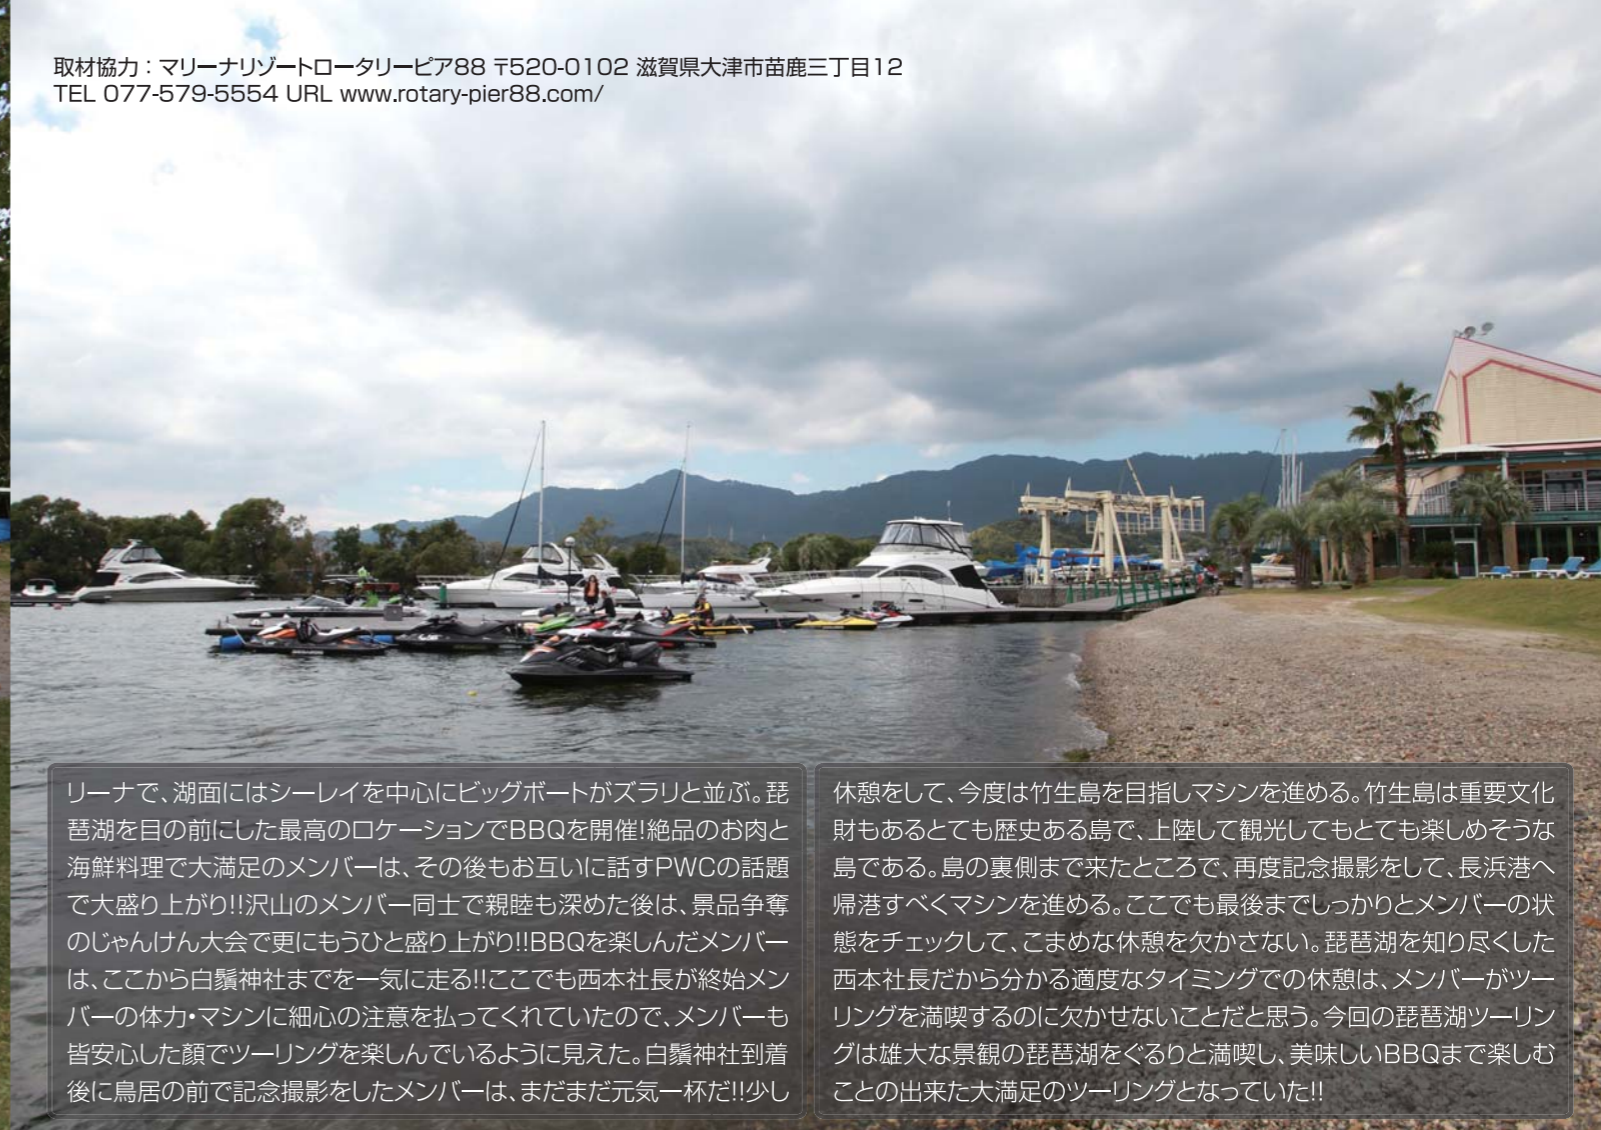 取材協力：マリーナリゾートロータリーピア88 〒520-0102 滋賀県大津市苗鹿三丁目12
TEL 077-579-5554 URL www.rotary-pier88.com/
リーナで、湖面にはシーレイを中心にビッグボートがズラリと並ぶ。琵
琶湖を目の前にした最高のロケーションでBBQを開催!絶品のお肉と
海鮮料理で大満足のメンバーは、その後もお互いに話すPWCの話題
で大盛り上がり!!沢山のメンバー同士で親睦も深めた後は、景品争奪
のじゃんけん大会で更にもうひと盛り上がり!!BBQを楽しんだメンバー
は、ここから白鬚神社までを一気に走る!!ここでも西本社長が終始メン
バーの体力・マシンに細心の注意を払ってくれていたので、メンバーも
皆安心した顔でツーリングを楽しんでいるように見えた。白鬚神社到着
後に鳥居の前で記念撮影をしたメンバーは、まだまだ元気一杯だ!!少し
休憩をして、今度は竹生島を目指しマシンを進める。竹生島は重要文化
財もあるとても歴史ある島で、上陸して観光してもとても楽しめそうな
島である。島の裏側まで来たところで、再度記念撮影をして、長浜港へ
帰港すべくマシンを進める。ここでも最後までしっかりとメンバーの状
態をチェックして、こまめな休憩を欠かさない。琵琶湖を知り尽くした
西本社長だから分かる適度なタイミングでの休憩は、メンバーがツー
リングを満喫するのに欠かせないことだと思う。今回の琵琶湖ツーリン
グは雄大な景観の琵琶湖をぐるりと満喫し、美味しいBBQまで楽しむ
ことの出来た大満足のツーリングとなっていた!!